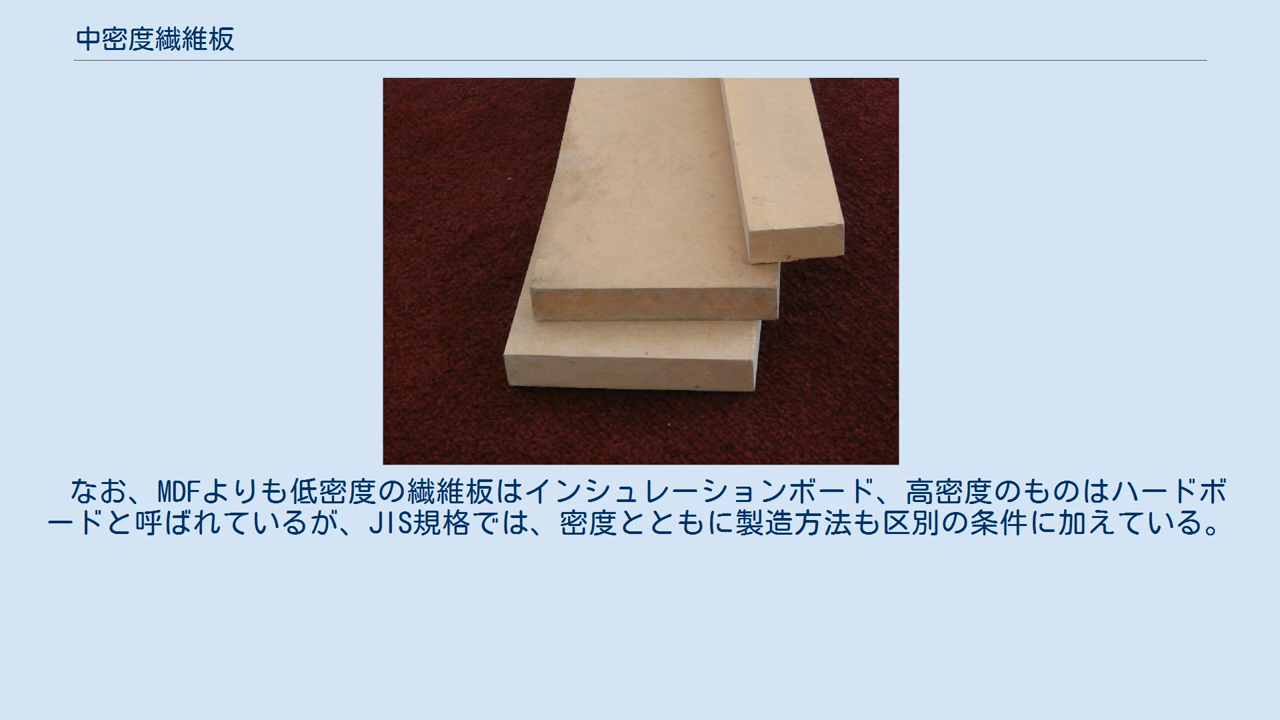 中密度繊維板
なお、MDFよりも低密度の繊維板はインシュレーションボード、高密度のものはハードボ
ードと呼ばれているが、JIS規格では、密度とともに製造方法も区別の条件に加えている。